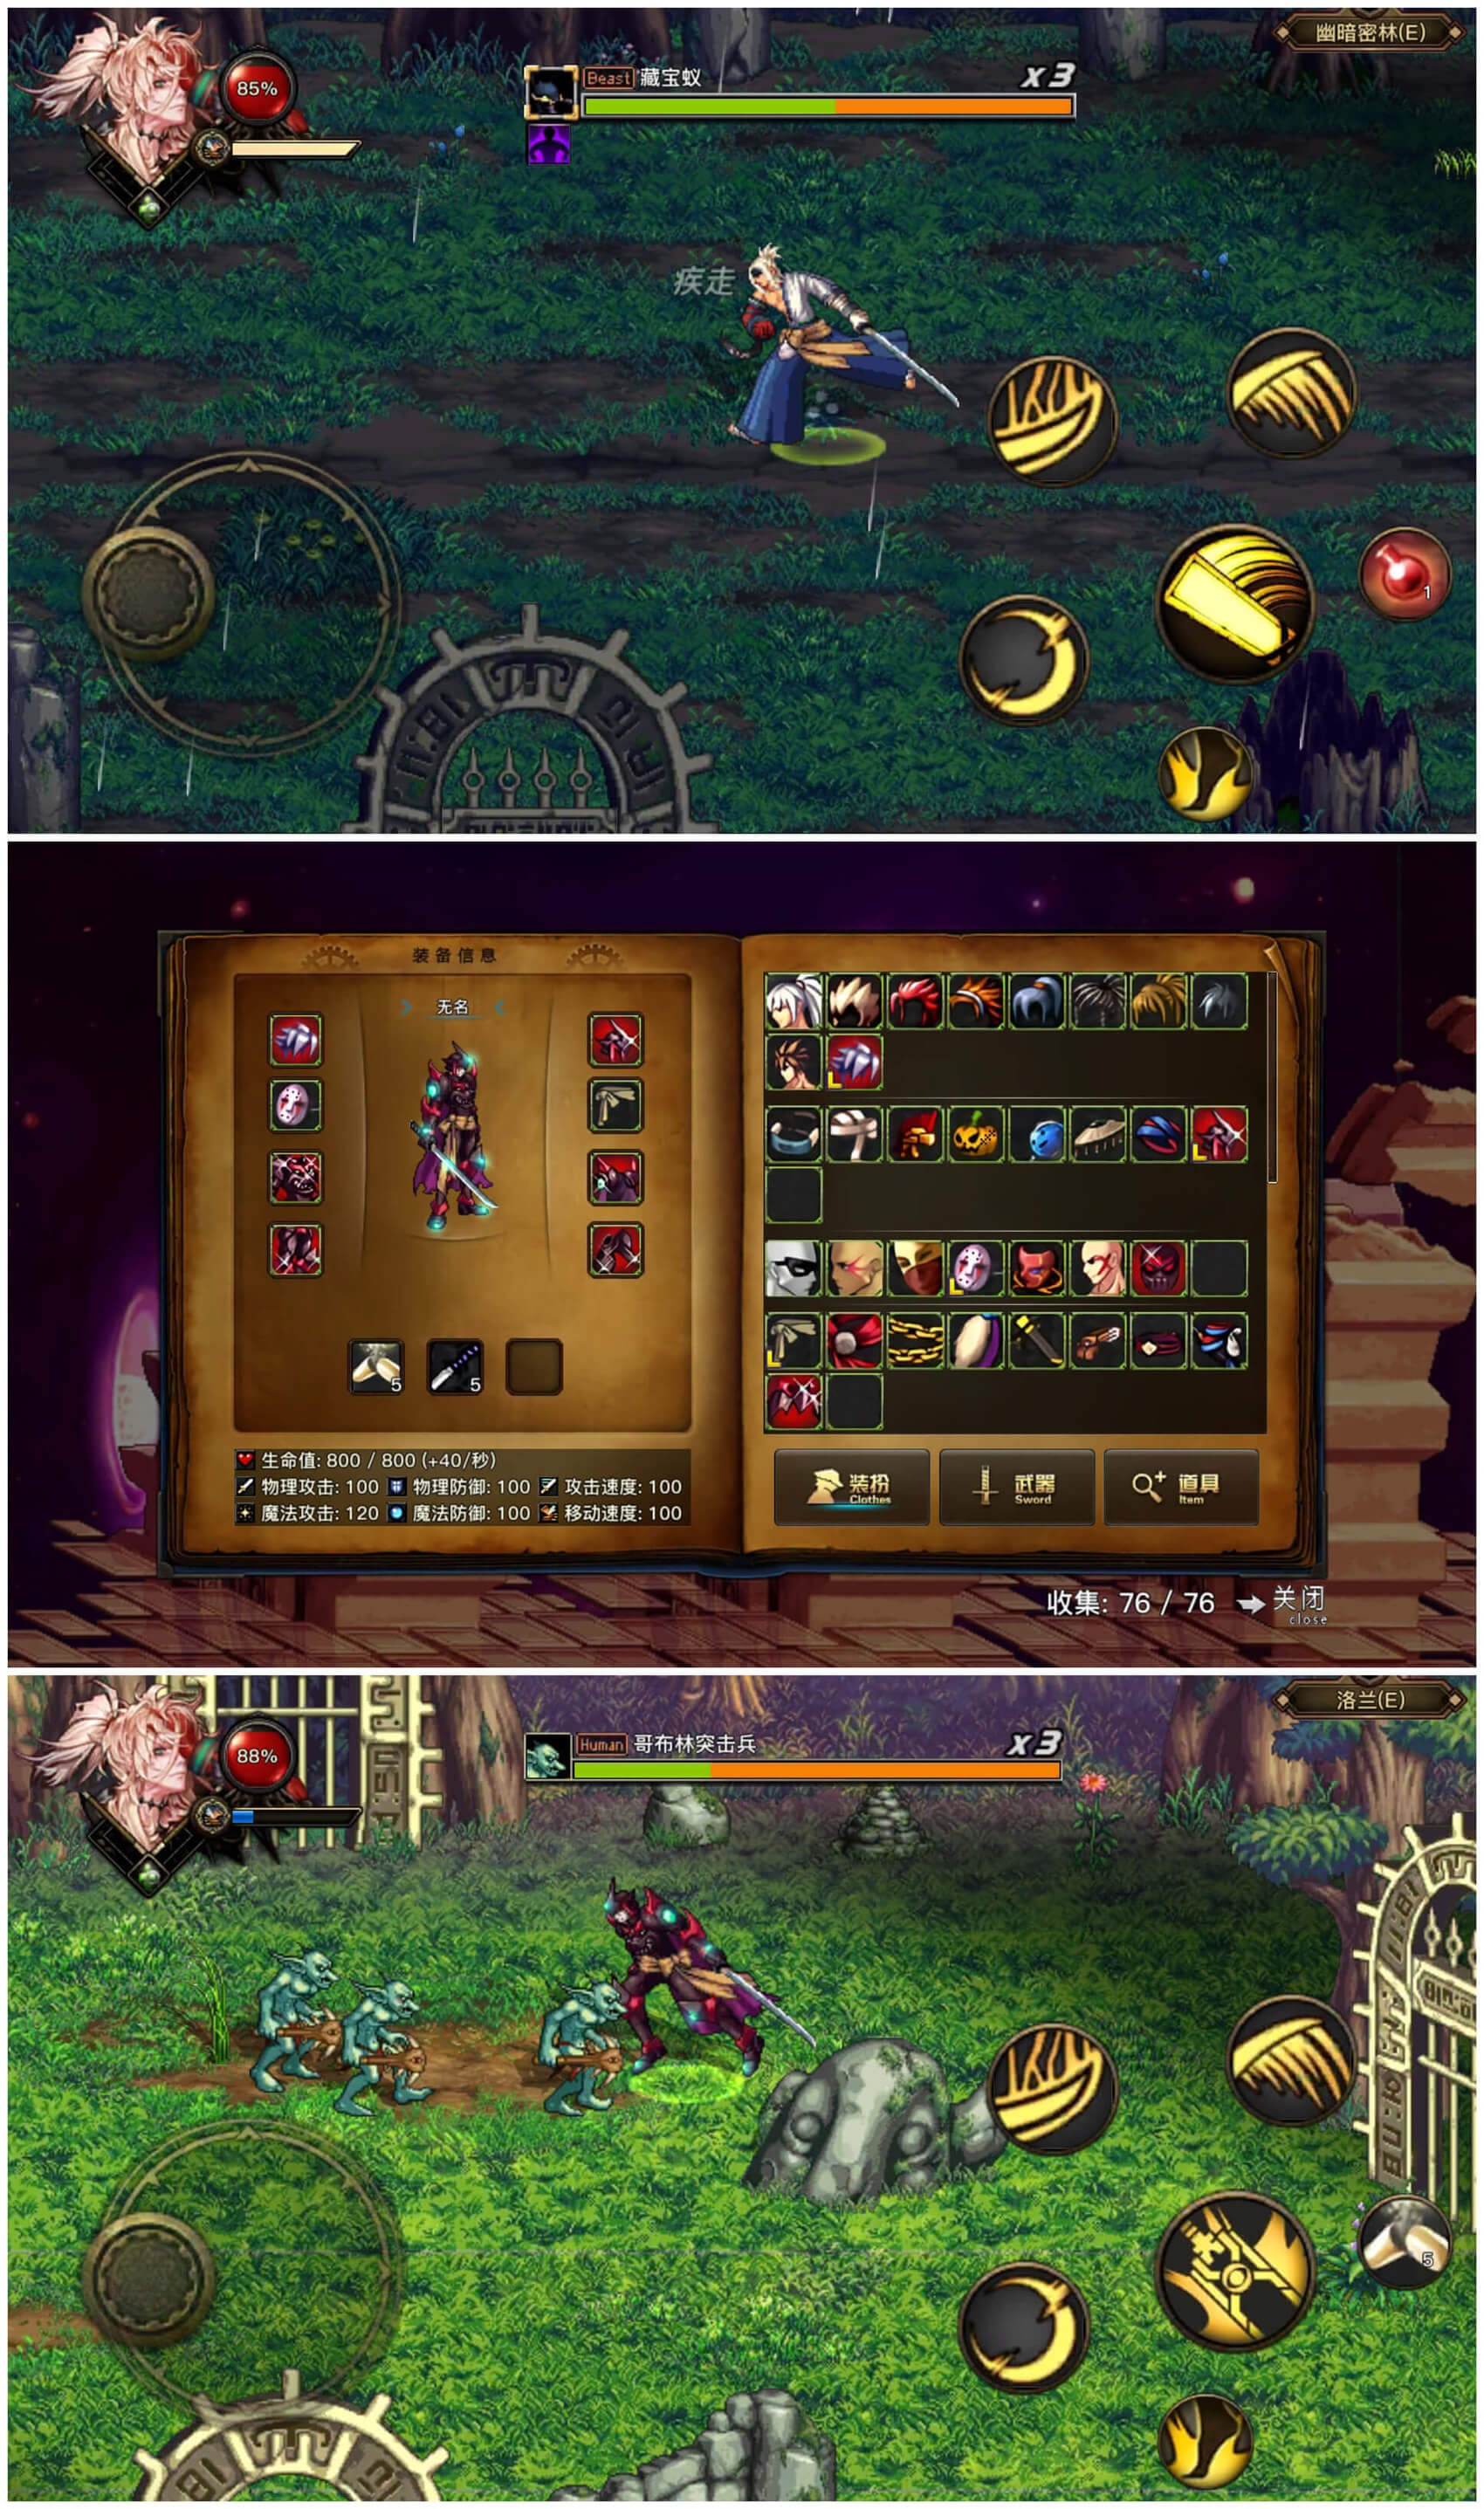 幽暗密林(E)
85%
Beast 藏宝蚁
x3
疾走
1
装备信息
无名
L
L
L
L
5
5
生命值: 800 / 800 (+40/秒)
物理攻击: 100 物理防御: 100 攻击速度: 100
魔法攻击: 120 魔法防御: 100 移动速度: 100
装扮
Clothes
武器
Sword
道具
Item
收集: 76 / 76
关闭
close
洛兰(E)
88%
Human 哥布林突击兵
x3
5